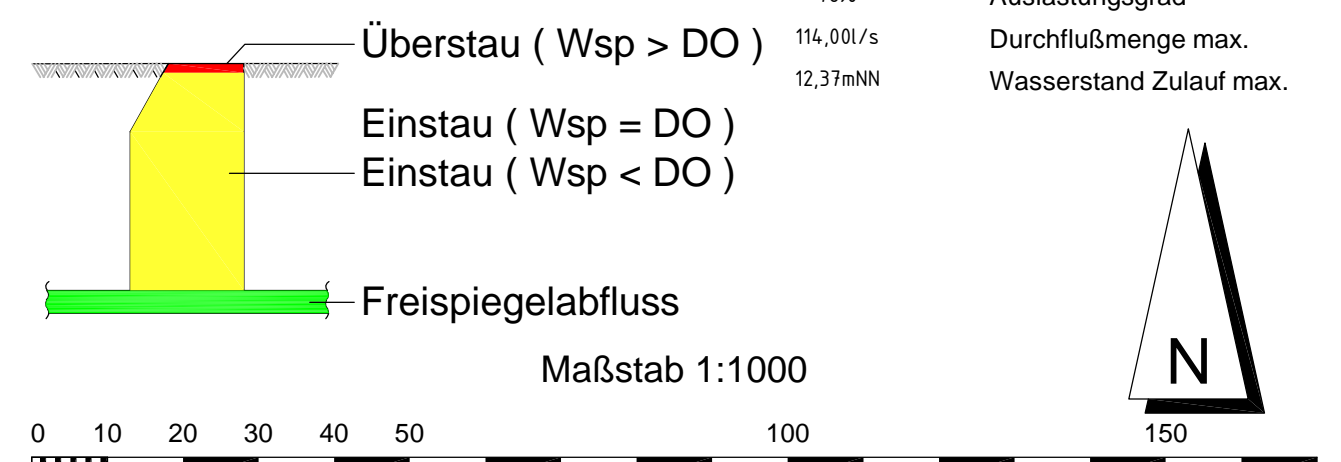 Auslastungsgrad
Überstau ( Wsp > DO )
114,00l/s Durchflußmenge max.
12,37mNN Wasserstand Zulauf max.
Einstau ( Wsp = DO )
Einstau ( Wsp < DO )
Freispiegelabfluss
Maßstab 1:1000
N
0 10 20 30 40 50 100 150